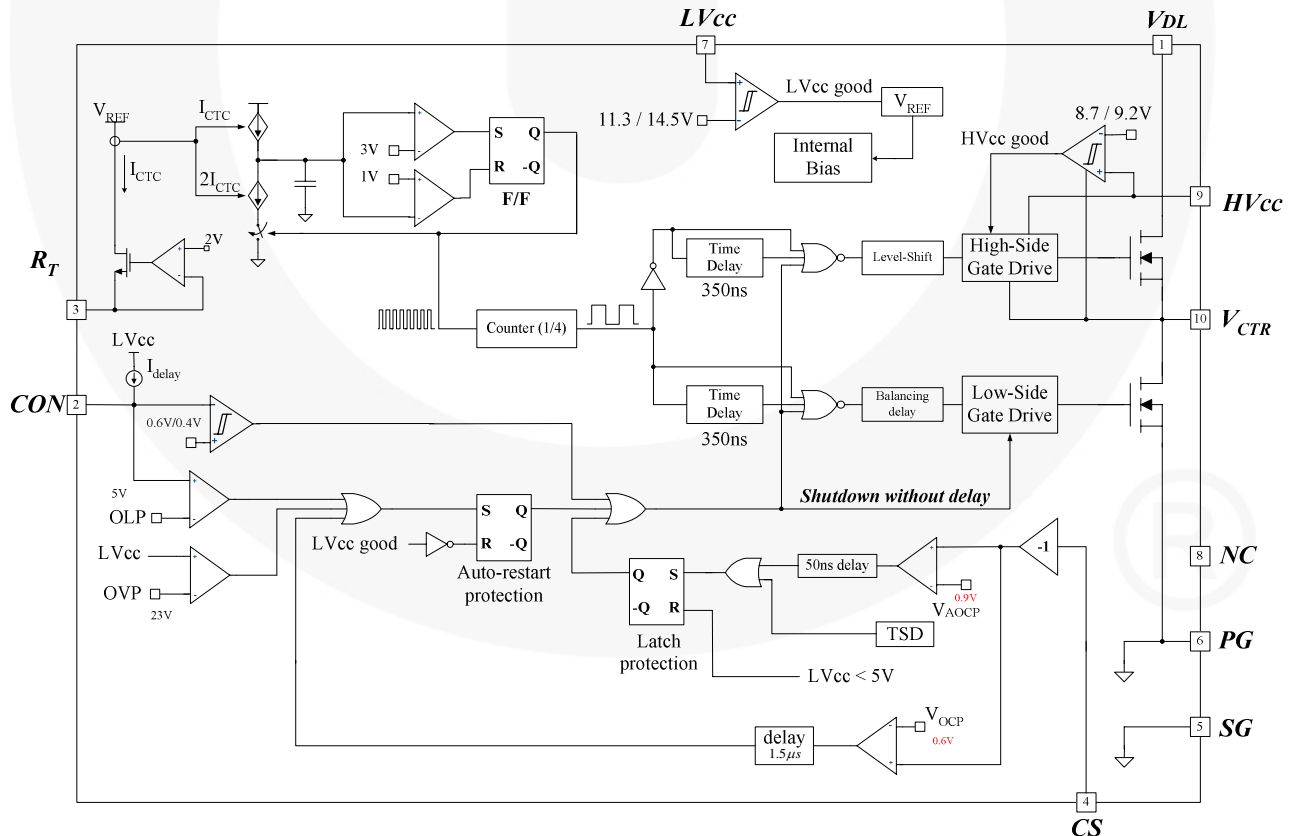 LVcc
VDL
7
1
VREF
ICTC
LVcc good
VREF
8.7 / 9.2V
11.3 / 14.5V
HVcc good
+
-
S
Q
3V
Internal
Bias
ICTC
2ICTC
1V
R
-Q
F/F
9
HVcc
2V
RT
Time
Delay
350ns
Level-Shift
High-Side
Gate Drive
3
Counter (1/4)
10
VCTR
LVcc
Idelay
CON
2
0.6V/0.4V
Time
Delay
350ns
Balancing
delay
Low-Side
Gate Drive
5V
OLP
S
Q
R
-Q
Shutdown without delay
LVcc good
Auto-restart
protection
LVcc
OVP
23V
Q
S
-Q
R
Latch
protection
50ns delay
-1
0.9V
VAOCP
TSD
8
NC
6
PG
LVcc < 5V
VOCP
0.6V
delay
1.5μs
5
SG
4
CS
®